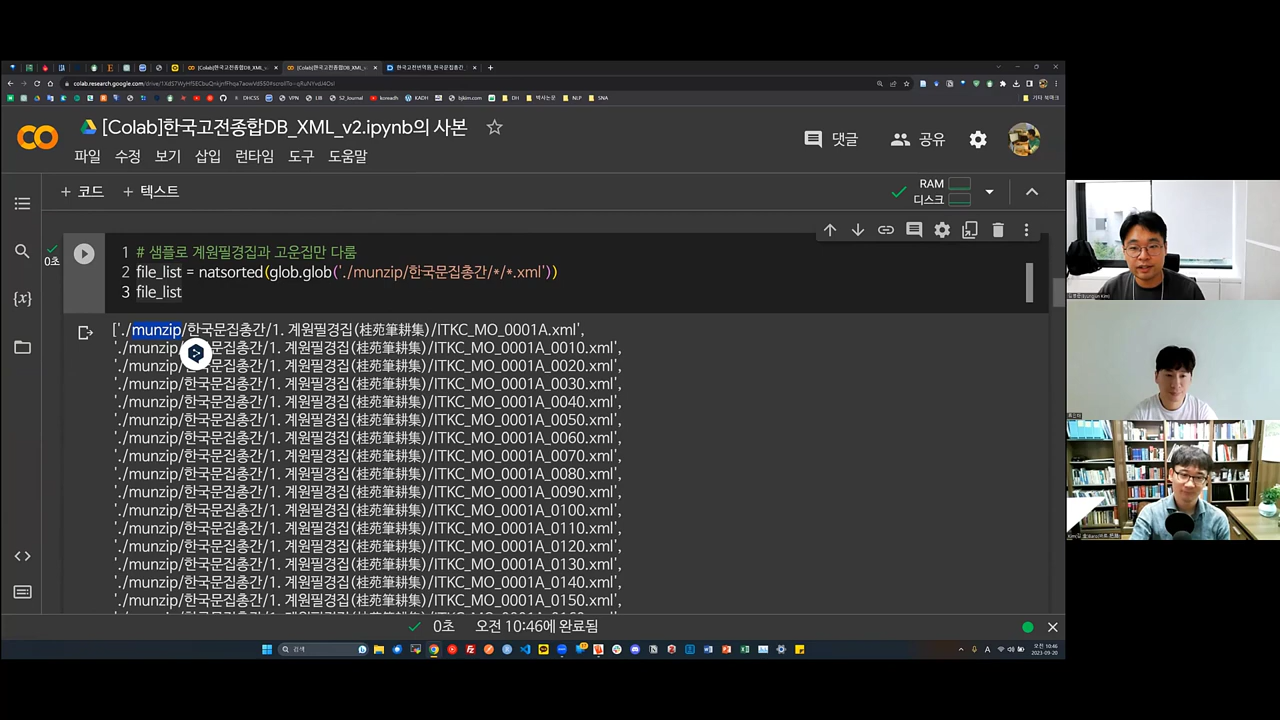 [Colab]한국고전종합DB_XML_v2.ipynb의 사본
파일 수정 보기 삽입 런타임 도구 도움말
댓글 공유
+ 코드 + 텍스트
RAM
디스크
0초
1 # 샘플로 계원필경집과 고운집만 다룸
2 file_list = natsorted(glob.glob('./munzip/한국문집총간/*/*.xml'))
3 file_list
['./munzip/한국문집총간/1. 계원필경집(桂苑筆耕集)/ITKC_MO_0001A.xml',
'./munzip 문집총간/1. 계원필경집(桂苑筆耕集)/ITKC_MO_0001A_0010.xml',
'./munzip/ 국문집총간/1. 계원필경집(桂苑筆耕集)/ITKC_MO_0001A_0020.xml',
'./munzip/한국문집총간/1. 계원필경집(桂苑筆耕集)/ITKC_MO_0001A_0030.xml',
'./munzip/한국문집총간/1. 계원필경집(桂苑筆耕集)/ITKC_MO_0001A_0040.xml',
'./munzip/한국문집총간/1. 계원필경집(桂苑筆耕集)/ITKC_MO_0001A_0050.xml',
'./munzip/한국문집총간/1. 계원필경집(桂苑筆耕集)/ITKC_MO_0001A_0060.xml',
'./munzip/한국문집총간/1. 계원필경집(桂苑筆耕集)/ITKC_MO_0001A_0070.xml',
'./munzip/한국문집총간/1. 계원필경집(桂苑筆耕集)/ITKC_MO_0001A_0080.xml',
'./munzip/한국문집총간/1. 계원필경집(桂苑筆耕集)/ITKC_MO_0001A_0090.xml',
'./munzip/한국문집총간/1. 계원필경집(桂苑筆耕集)/ITKC_MO_0001A_0100.xml',
'./munzip/한국문집총간/1. 계원필경집(桂苑筆耕集)/ITKC_MO_0001A_0110.xml',
'./munzip/한국문집총간/1. 계원필경집(桂苑筆耕集)/ITKC_MO_0001A_0120.xml',
'./munzip/한국문집총간/1. 계원필경집(桂苑筆耕集)/ITKC_MO_0001A_0130.xml',
'./munzip/한국문집총간/1. 계원필경집(桂苑筆耕集)/ITKC_MO_0001A_0140.xml',
'./munzip/한국문집총간/1. 계원필경집(桂苑筆耕集)/ITKC_MO_0001A_0150.xml',
0초 오전 10:46에 완료됨
검색
오전 10:46
2023-09-20